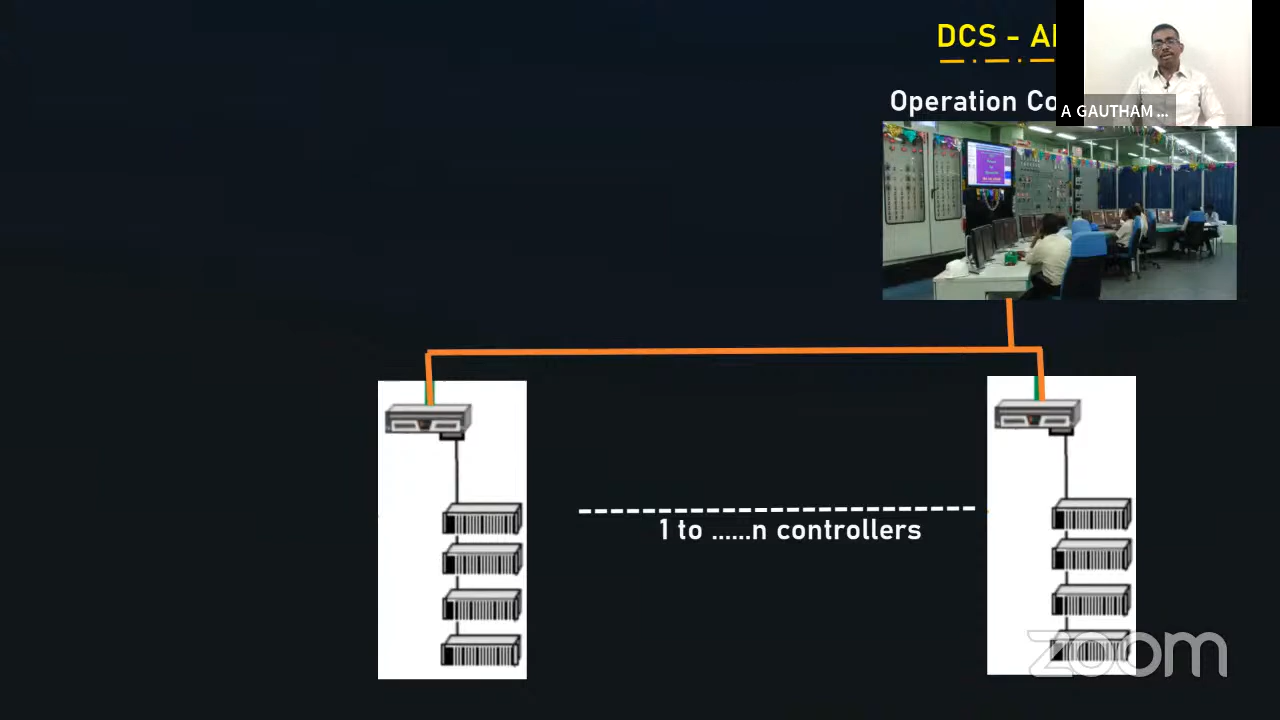 DCS - A
Operation Co
A GAUTHAM ...
1 to ......n controllers
zoom